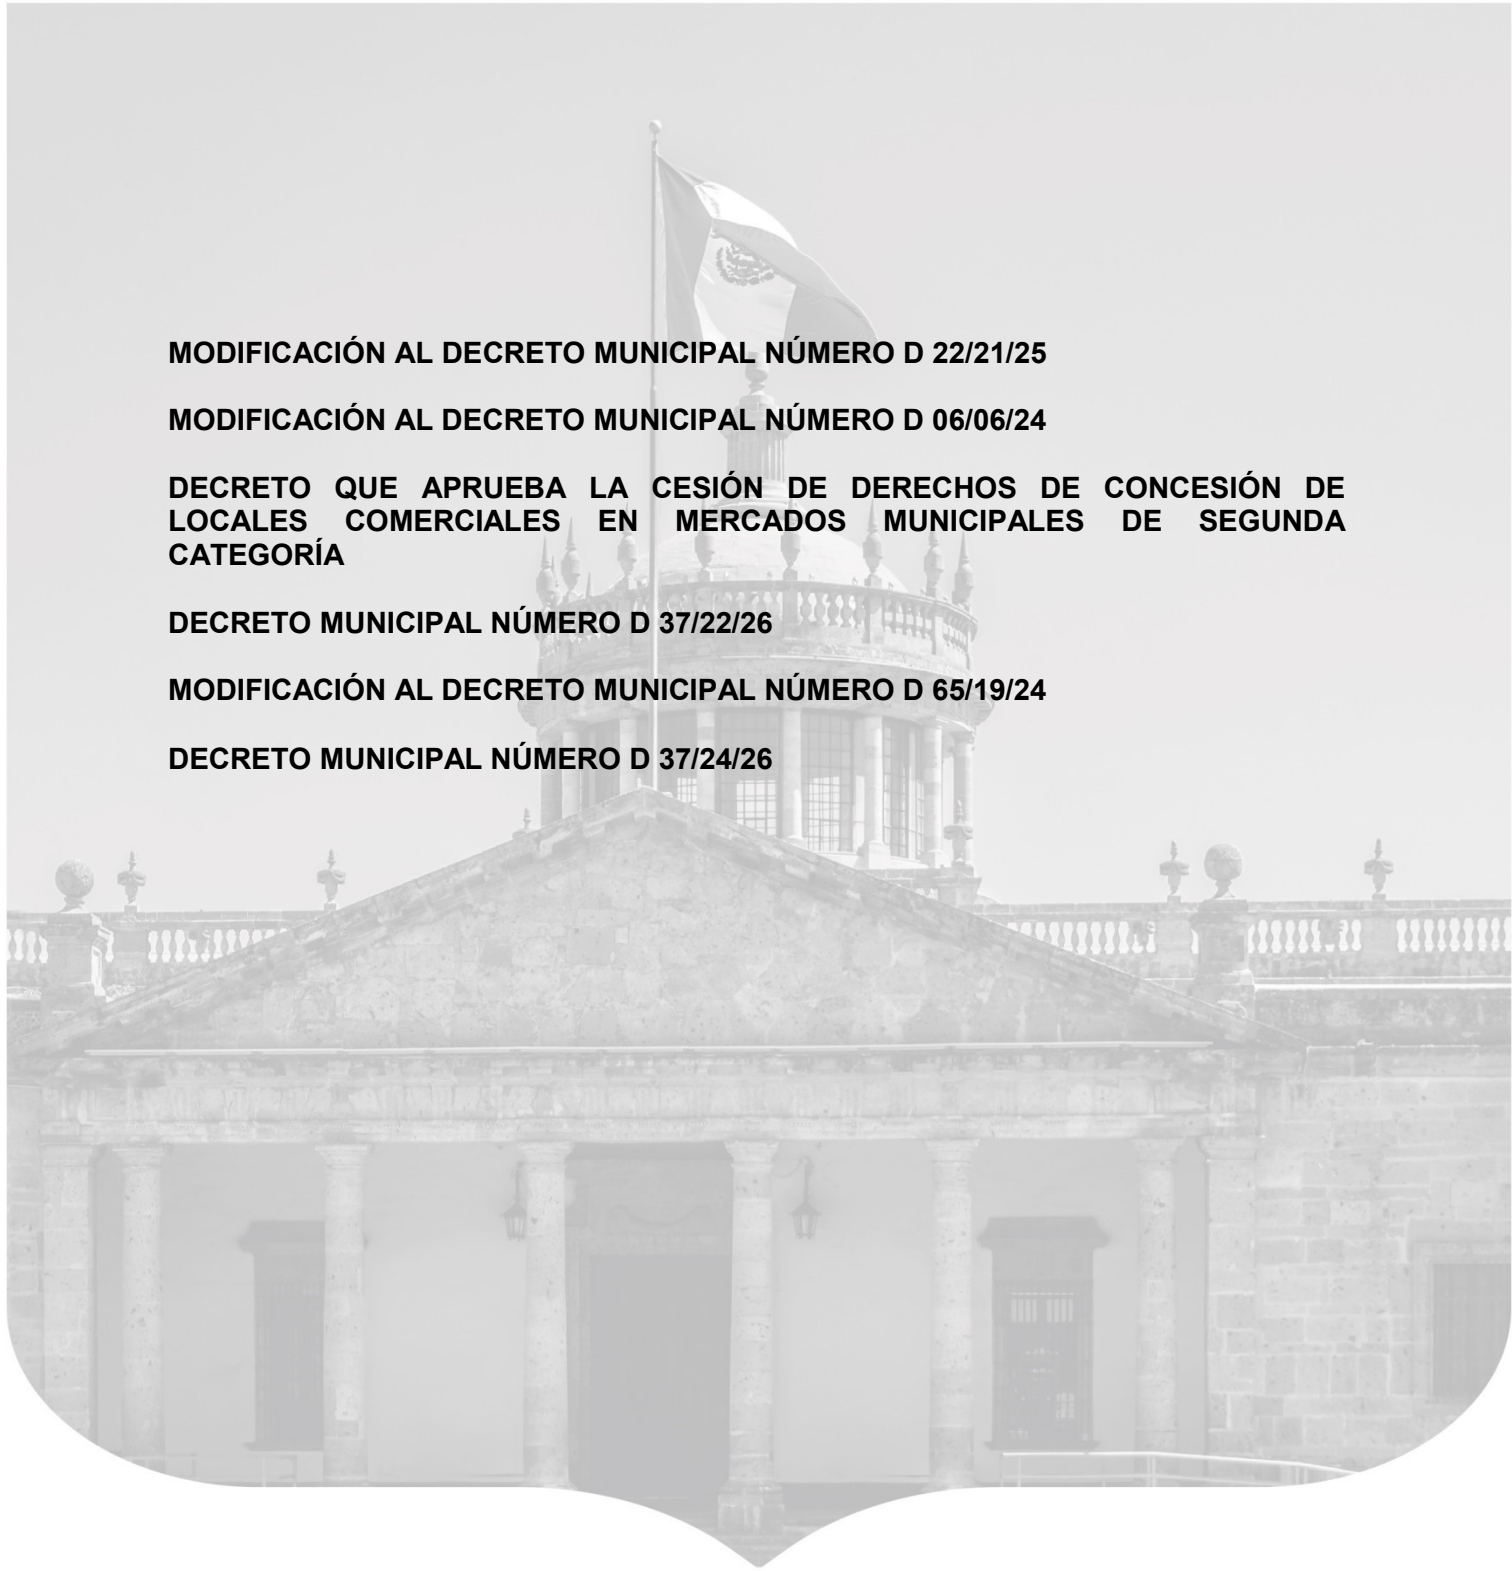 MODIFICACIÓN AL DECRETO MUNICIPAL NÚMERO D 22/21/25
MODIFICACIÓN AL DECRETO MUNICIPAL NÚMERO D 06/06/24
DECRETO QUE APRUEBA LA CESIÓN DE DERECHOS DE CONCESIÓN DE
LOCALES COMERCIALES EN MERCADOS MUNICIPALES DE SEGUNDA
CATEGORÍA
DECRETO MUNICIPAL NÚMERO D 37/22/26
MODIFICACIÓN AL DECRETO MUNICIPAL NÚMERO D 65/19/24
DECRETO MUNICIPAL NÚMERO D 37/24/26